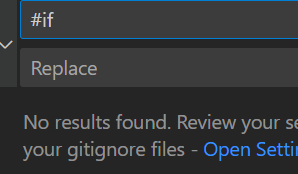 #if
Replace
No results found. Review your se
your gitignore files - Open Setti